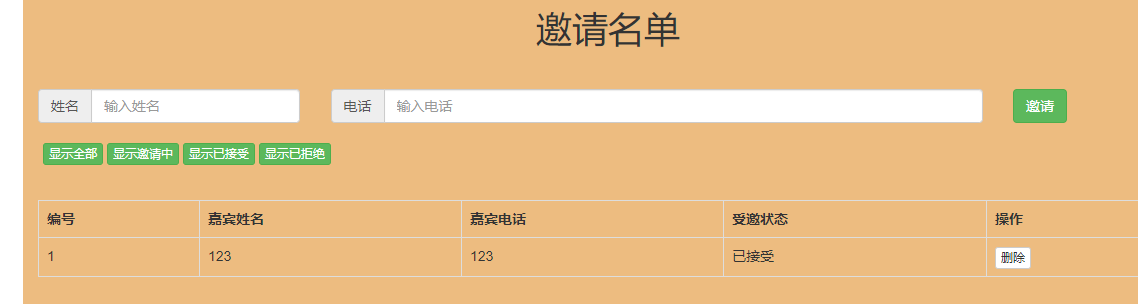 邀请名单
姓名 输入姓名 电话 输入电话 邀请
显示全部 显示邀请中 显示已接受 显示已拒绝
编号 嘉宾姓名 嘉宾电话 受邀状态 操作
1 123 123 已接受 删除